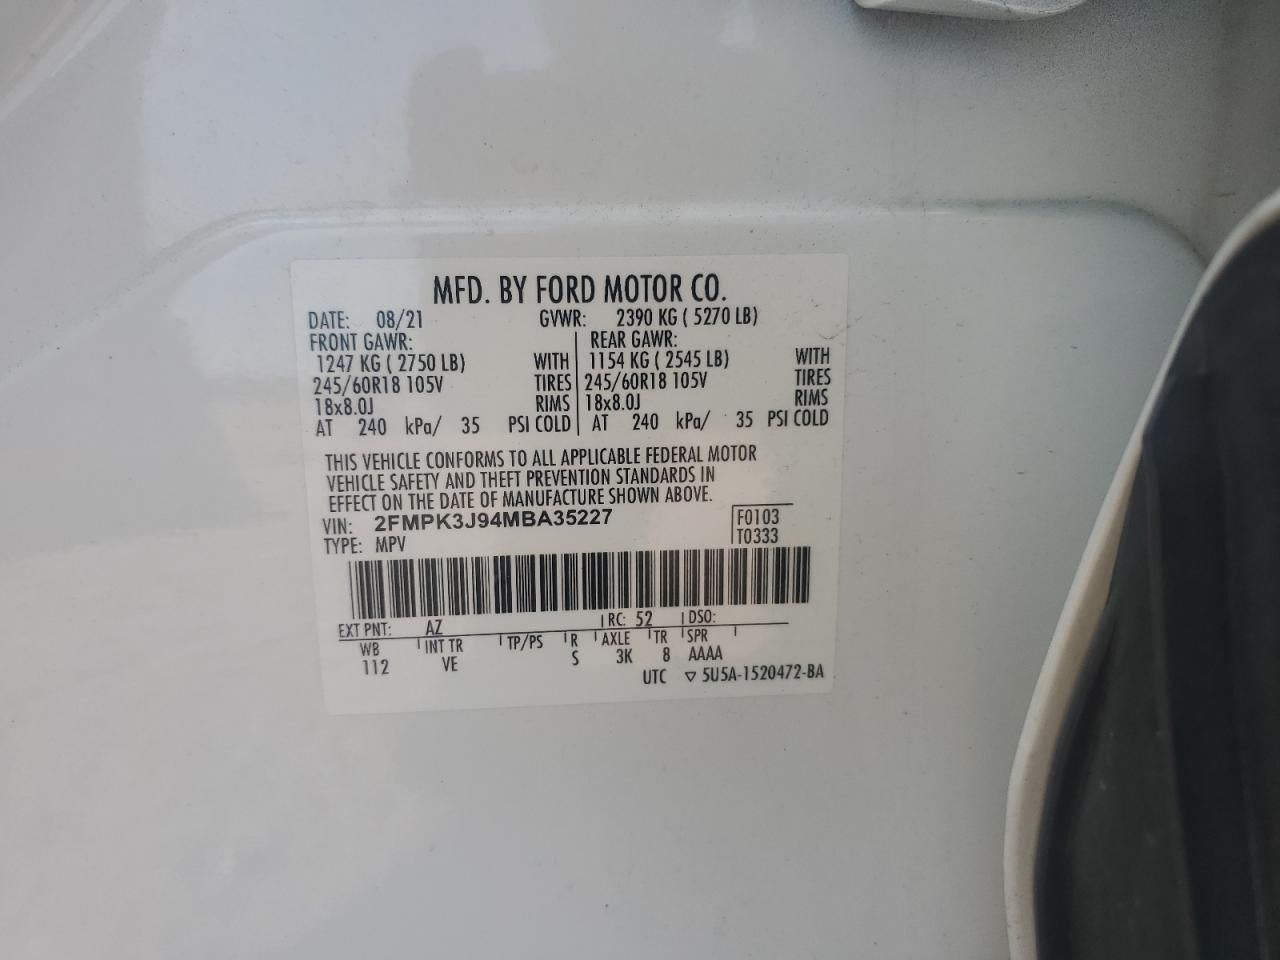 MFD. BY FORD MOTOR CO.
DATE: 08/21 GVWR: 2390 KG ( 5270 LB)
FRONT GAWR: REAR GAWR:
1247 KG ( 2750 LB) WITH 1154 KG ( 2545 LB) WITH
245/60R18 105V TIRES 245/60R18 105V TIRES
18x8.0J RIMS 18x8.0J RIMS
AT 240 kPa/ 35 PSI COLD AT 240 kPa/ 35 PSI COLD
THIS VEHICLE CONFORMS TO ALL APPLICABLE FEDERAL MOTOR
VEHICLE SAFETY AND THEFT PREVENTION STANDARDS IN
EFFECT ON THE DATE OF MANUFACTURE SHOWN ABOVE.
VIN: 2FMPK3J94MBA35227 F0103
TYPE: MPV T0333
EXT PNT: AZ RC: 52 DSO:
WB INT TR TP/PS R AXLE TR SPR
112 VE S 3K 8 AAAA
UTC ▽ 5U5A-1520472-BA